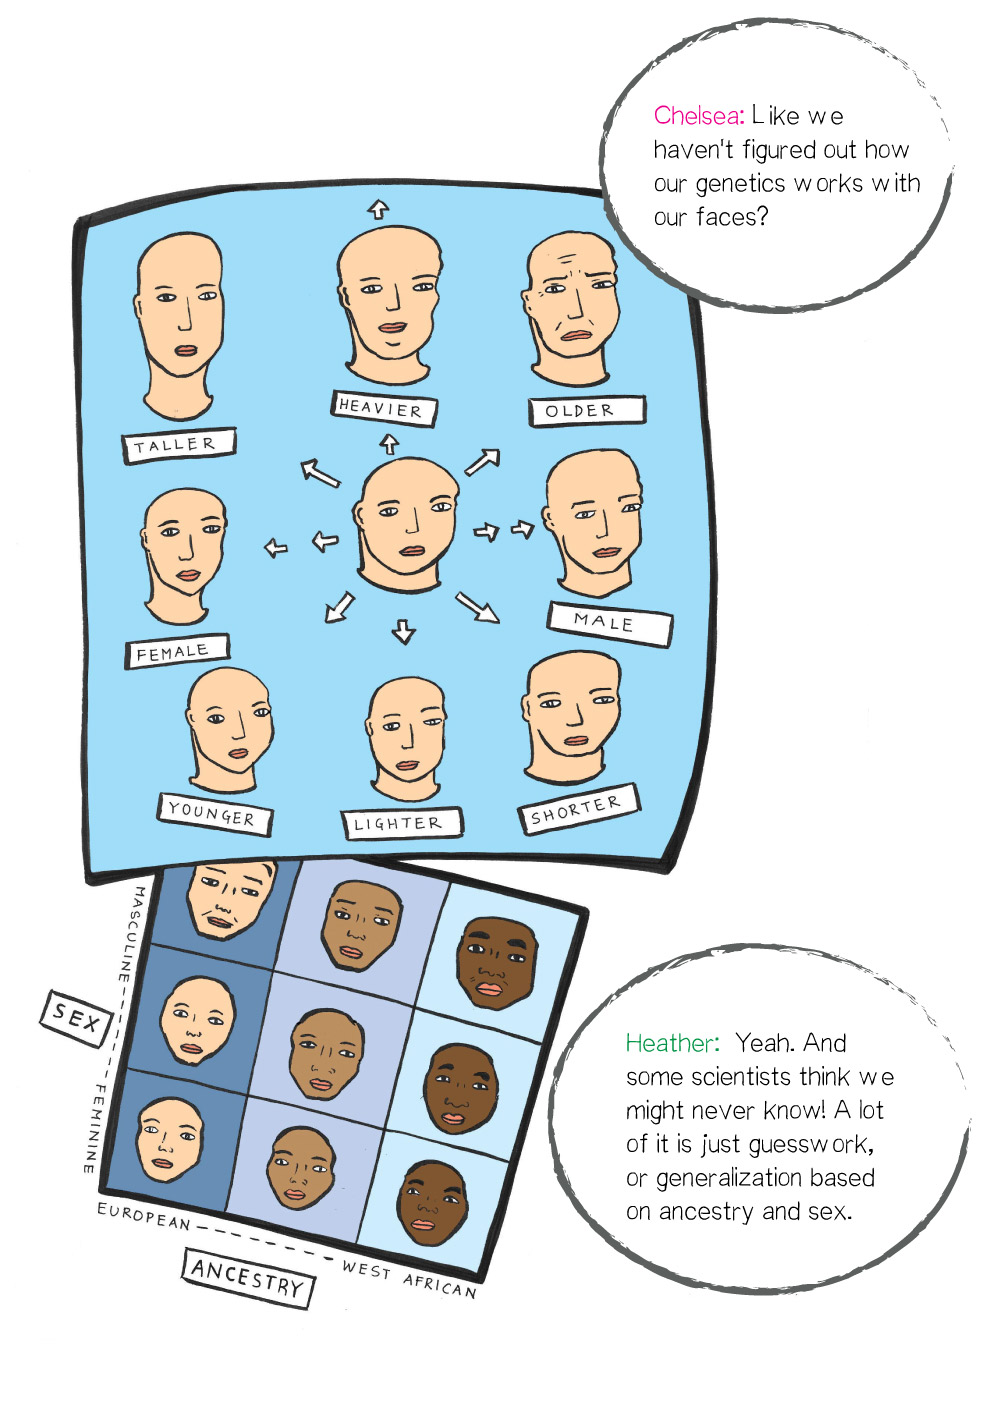 Chelsea: Like we
haven't figured out how
our genetics works with
our faces?
TALLER
HEAVIER
OLDER
FEMALE
MALE
YOUNGER
LIGHTER
SHORTER
MASCULINE
SEX
FEMININE
EUROPEAN
WEST AFRICAN
ANCESTRY
Heather: Yeah. And
some scientists think we
might never know! A lot
of it is just guesswork,
or generalization based
on ancestry and sex.